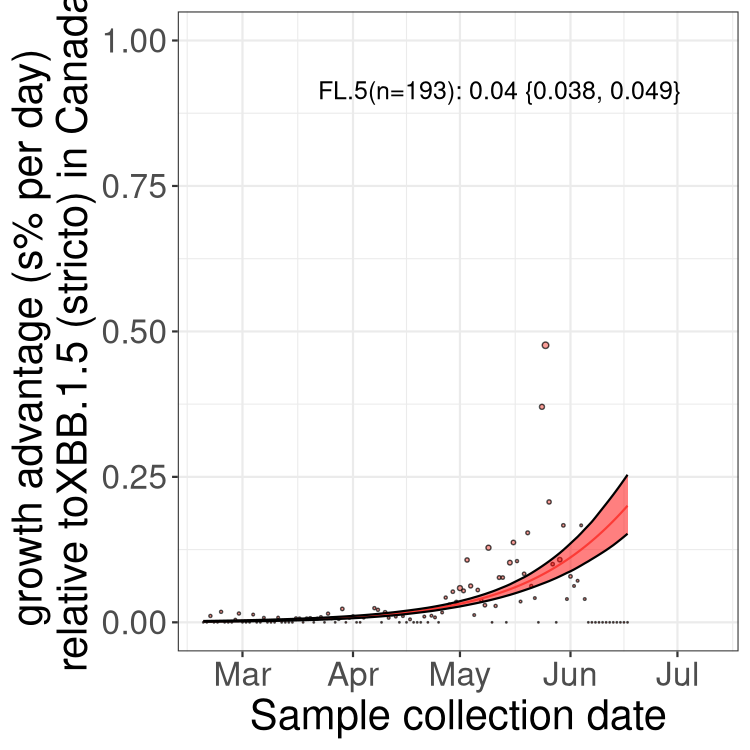 growth advantage (s% per day)
relative toXBB.1.5 (stricto) in Canada
1.00
0.75
0.50
0.25
0.00
FL.5(n=193): 0.04 {0.038, 0.049}
Mar Apr May Jun Jul
Sample collection date